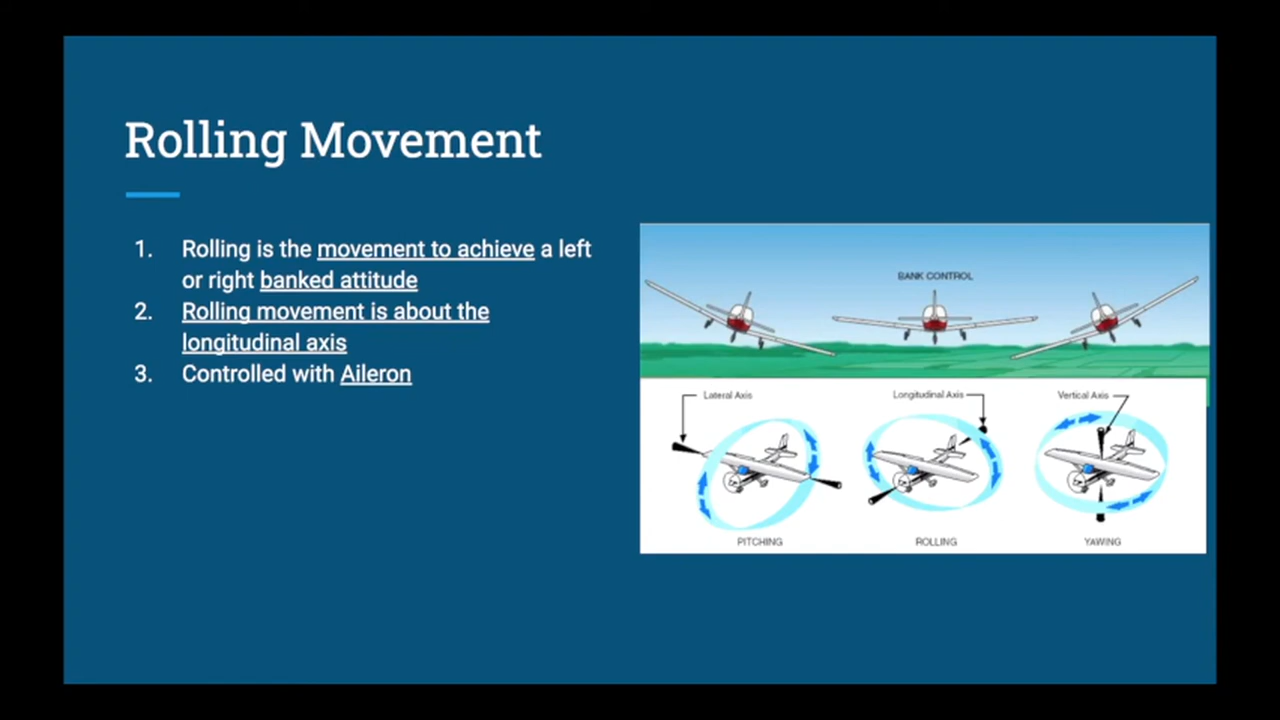 Rolling Movement
1. Rolling is the movement to achieve a left
or right banked attitude
2. Rolling movement is about the
longitudinal axis
3. Controlled with Aileron
BANK CONTROL
Lateral Axis
Longitudinal Axis
Vertical Axis
PITCHING
ROLLING
YAWING